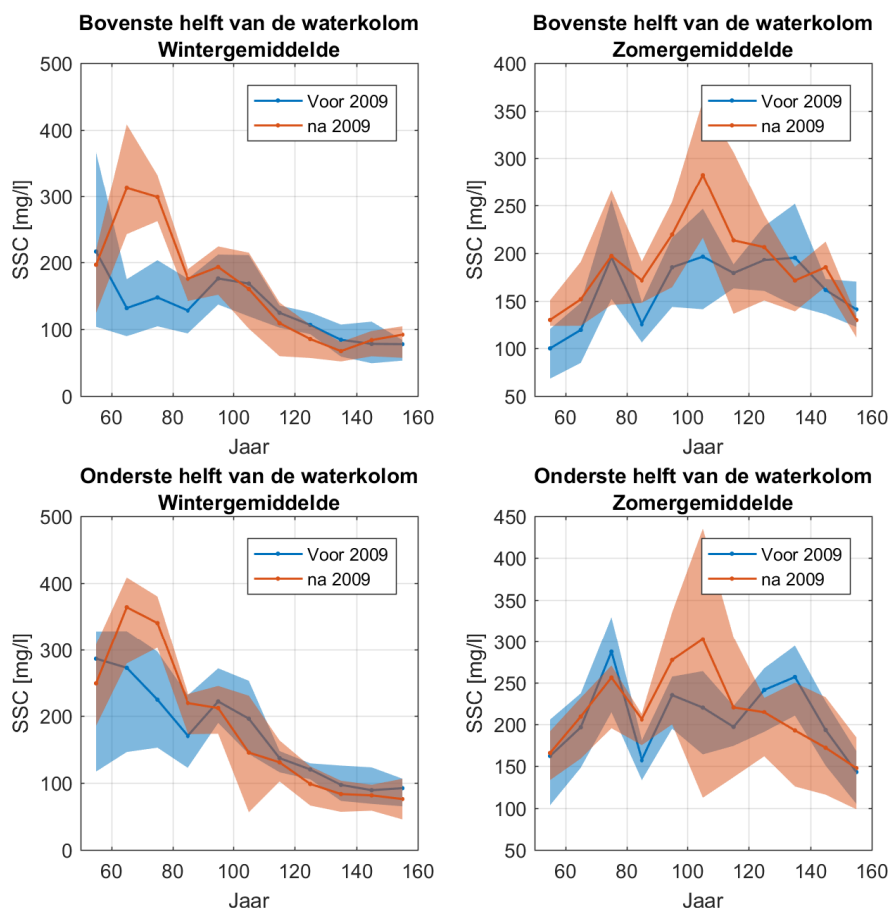 Bovenste helft van de waterkolom
Wintergemiddelde
500
400
300
200
100
0
SSC [mg/l]
Voor 2009
na 2009
60 80 100 120 140 160
Jaar
Bovenste helft van de waterkolom
Zomergemiddelde
400
350
300
250
200
150
100
50
SSC [mg/l]
Voor 2009
na 2009
60 80 100 120 140 160
Jaar
Onderste helft van de waterkolom
Wintergemiddelde
500
400
300
200
100
0
SSC [mg/l]
Voor 2009
na 2009
60 80 100 120 140 160
Jaar
Onderste helft van de waterkolom
Zomergemiddelde
450
400
350
300
250
200
150
100
50
SSC [mg/l]
Voor 2009
na 2009
60 80 100 120 140 160
Jaar